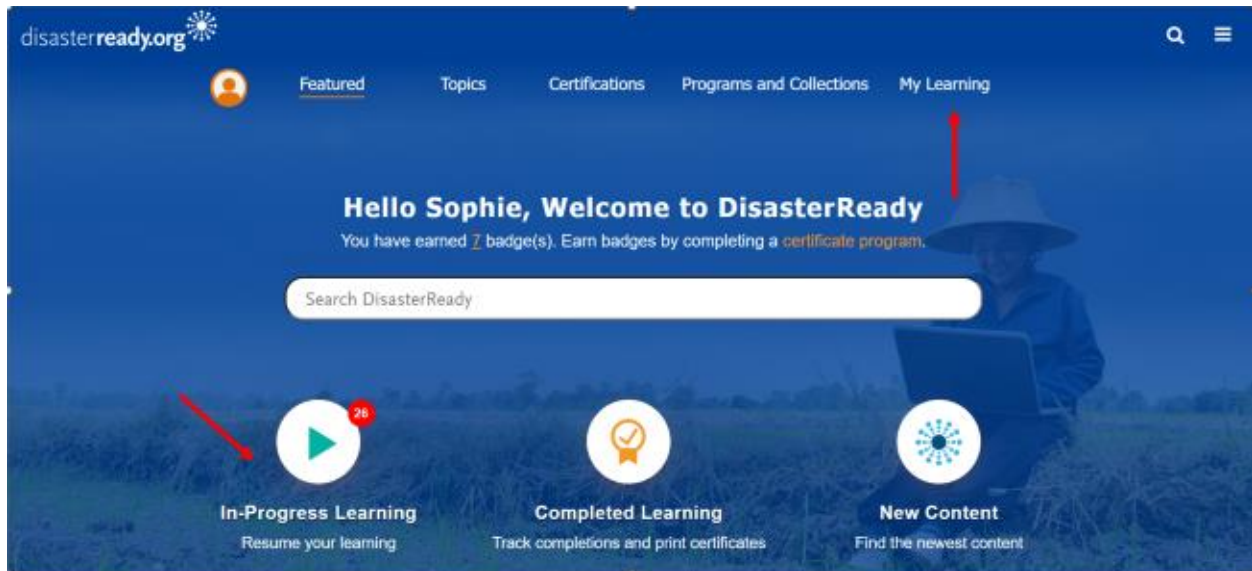 disasterready.org
Featured Topics Certifications Programs and Collections My Learning
Hello Sophie, Welcome to DisasterReady
You have earned 7 badge(s). Earn badges by completing a certificate program.
Search DisasterReady
26
In-Progress Learning Completed Learning New Content
Resume your learning Track completions and print certificates Find the newest content